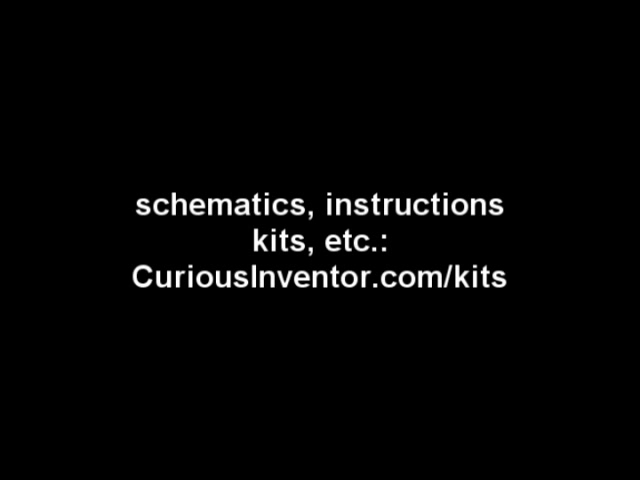 schematics, instructions
kits, etc.:
CuriousInventor.com/kits